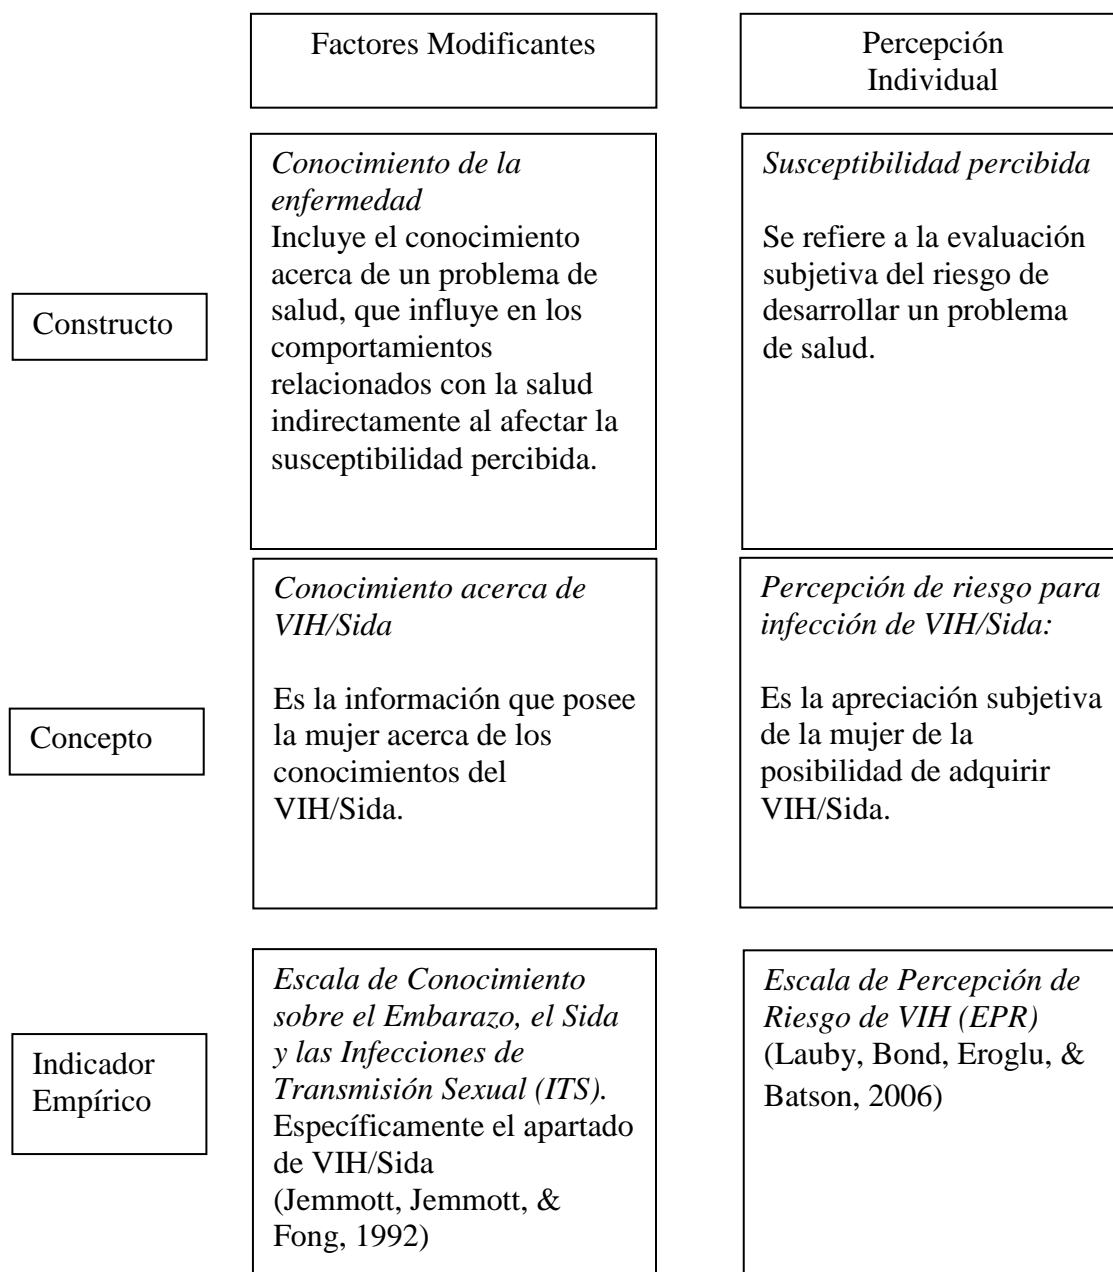 Factores Modificantes
Percepción
Individual
Constructo
Conocimiento de la
enfermedad
Incluye el conocimiento
acerca de un problema de
salud, que influye en los
comportamientos
relacionados con la salud
indirectamente al afectar la
susceptibilidad percibida.
Susceptibilidad percibida
Se refiere a la evaluación
subjetiva del riesgo de
desarrollar un problema
de salud.
Concepto
Conocimiento acerca de
VIH/Sida
Es la información que posee
la mujer acerca de los
conocimientos del
VIH/Sida.
Percepción de riesgo para
infección de VIH/Sida:
Es la apreciación subjetiva
de la mujer de la
posibilidad de adquirir
VIH/Sida.
Indicador
Empírico
Escala de Conocimiento
sobre el Embarazo, el Sida
y las Infecciones de
Transmisión Sexual (ITS).
Específicamente el apartado
de VIH/Sida
(Jemmott, Jemmott, &
Fong, 1992)
Escala de Percepción de
Riesgo de VIH (EPR)
(Lauby, Bond, Eroglu, &
Batson, 2006)